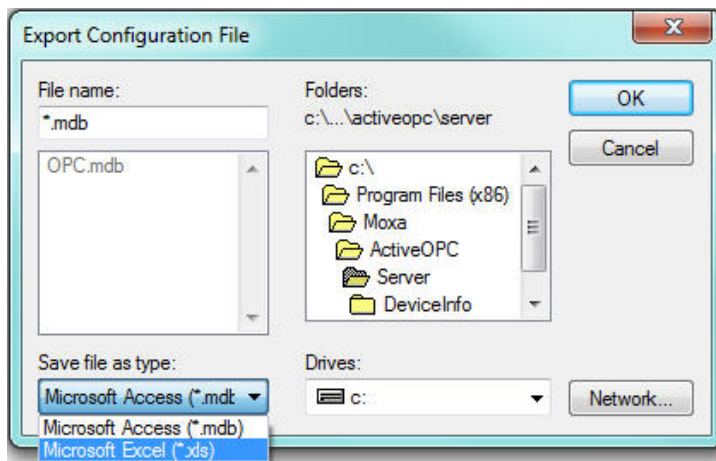 Export Configuration File
File name:
*.mdb
OPC.mdb
Folders:
c:\...\activeopc\server
c:\
Program Files (x86)
Moxa
ActiveOPC
Server
DeviceInfo
OK
Cancel
Save file as type:
Microsoft Access (*.mdb
Microsoft Access (*.mdb)
Microsoft Excel (*.xls)
Drives:
c:
Network...